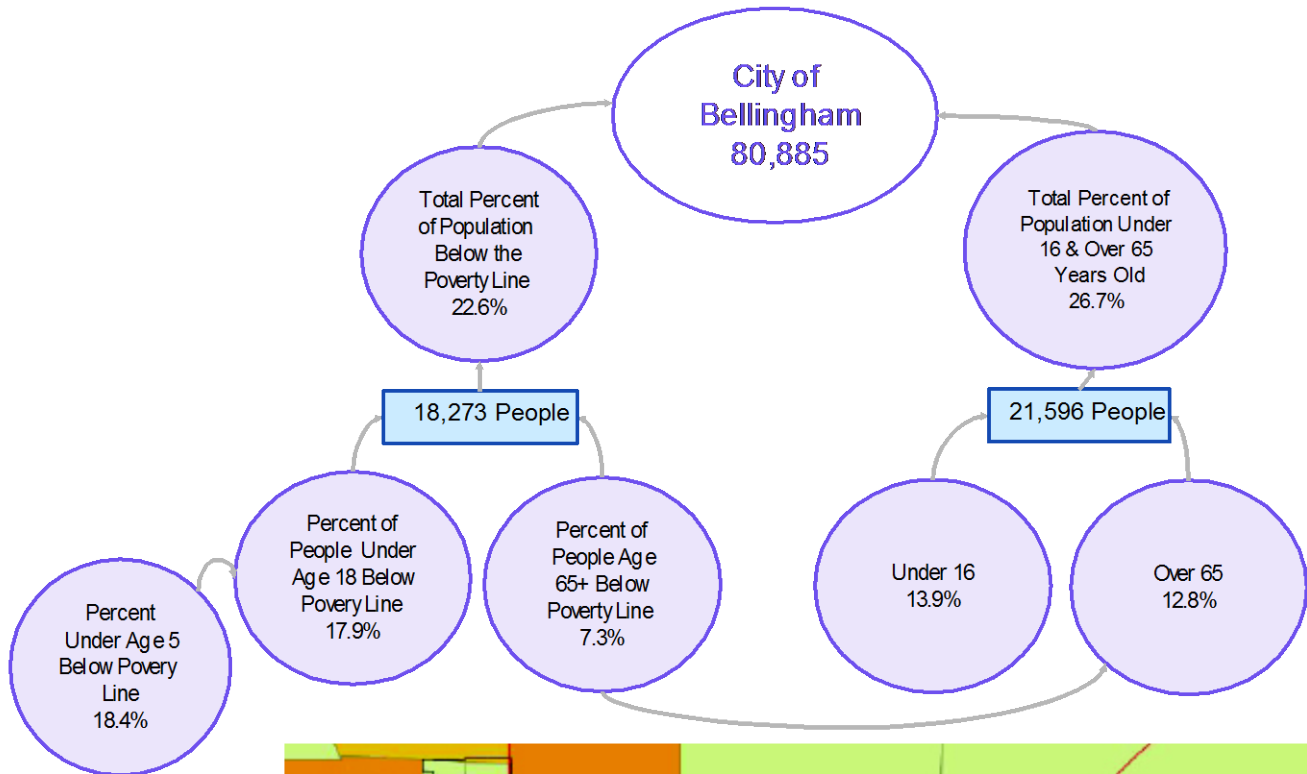 City of
Bellingham
80,885
Total Percent
of Population
Below the
Poverty Line
22.6%
Total Percent of
Population Under
16 & Over 65
Years Old
26.7%
18,273 People
21,596 People
Percent of
People Under
Age 18 Below
Povery Line
17.9%
Percent of
People Age
65+ Below
Poverty Line
7.3%
Under 16
13.9%
Over 65
12.8%
Percent
Under Age 5
Below Povery
Line
18.4%